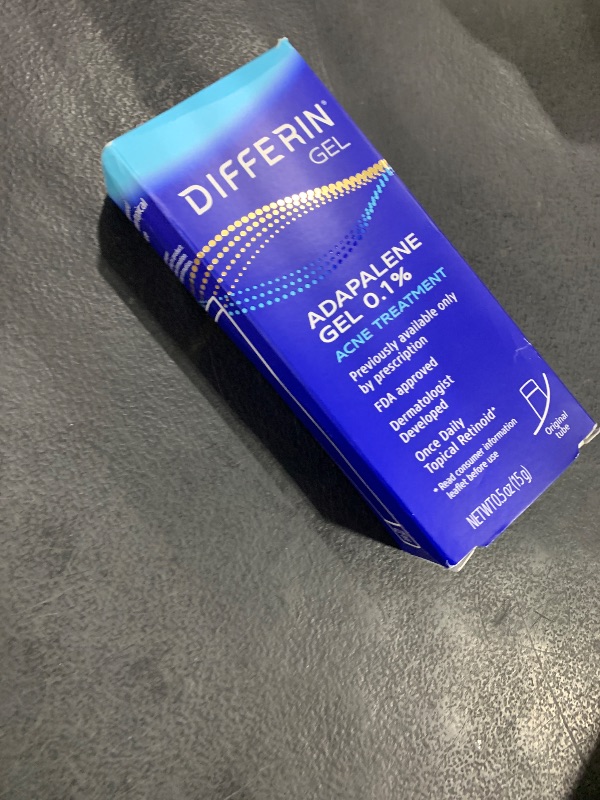 DIFFERIN®
GEL
ADAPALENE
GEL 0.1%
ACNE TREATMENT
Previously available only
by prescription
FDA approved
Dermatologist
Developed
Once Daily
Topical Retinoid*
* Read consumer information
leaflet before use
Original
tube
NET WT 0.5 oz (15 g)